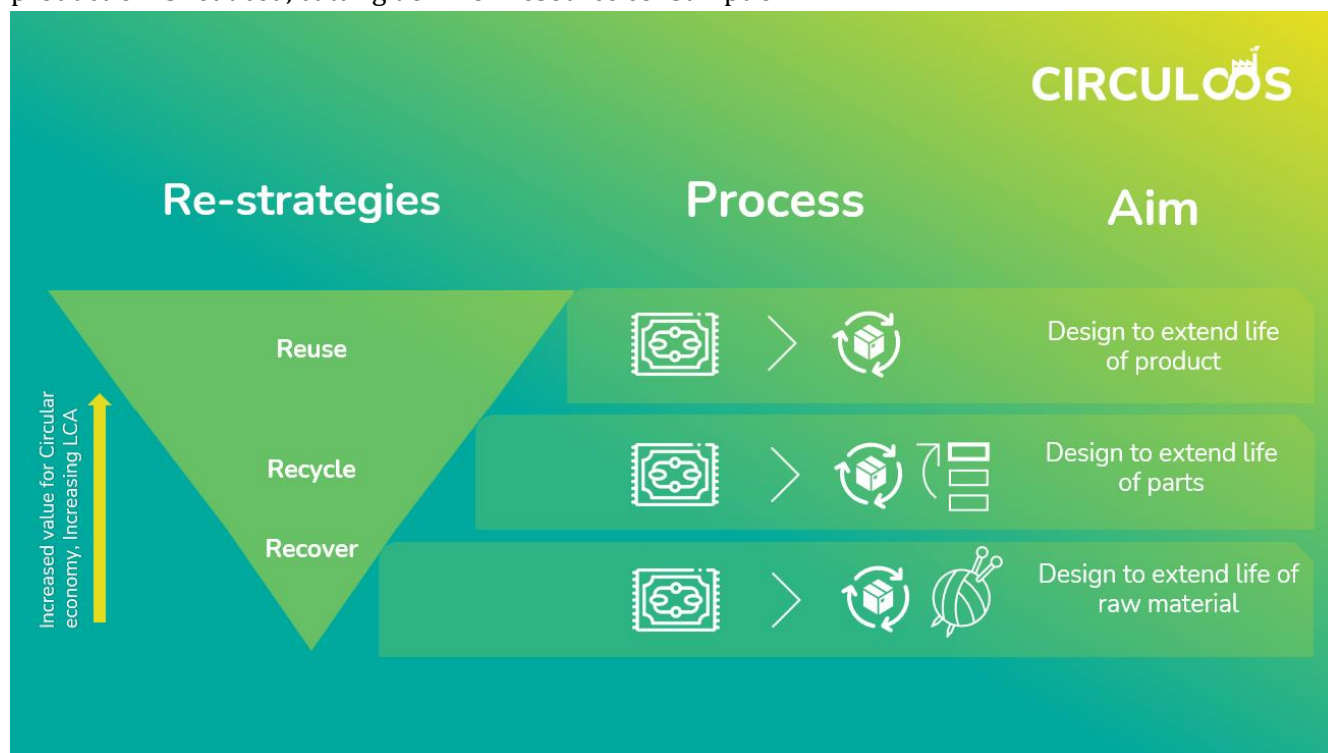 CIRCULOOS
Re-strategies
Process
Aim
Reuse
Design to extend life
of product
Recycle
Design to extend life
of parts
Recover
Design to extend life of
raw material
Increased value for Circular
economy, Increasing LCA